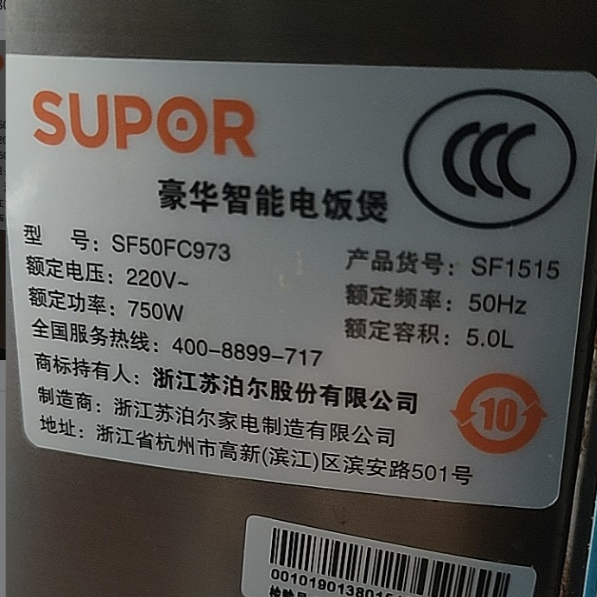 SUPOR
CCC
豪华智能电饭煲
型 号：SF50FC973
产品货号：SF1515
额定电压：220V~
额定频率：50Hz
额定功率：750W
额定容积：5.0L
全国服务热线：400-8899-717
商标持有人：浙江苏泊尔股份有限公司
制造商：浙江苏泊尔家电制造有限公司
10
地址：浙江省杭州市高新(滨江)区滨安路501号